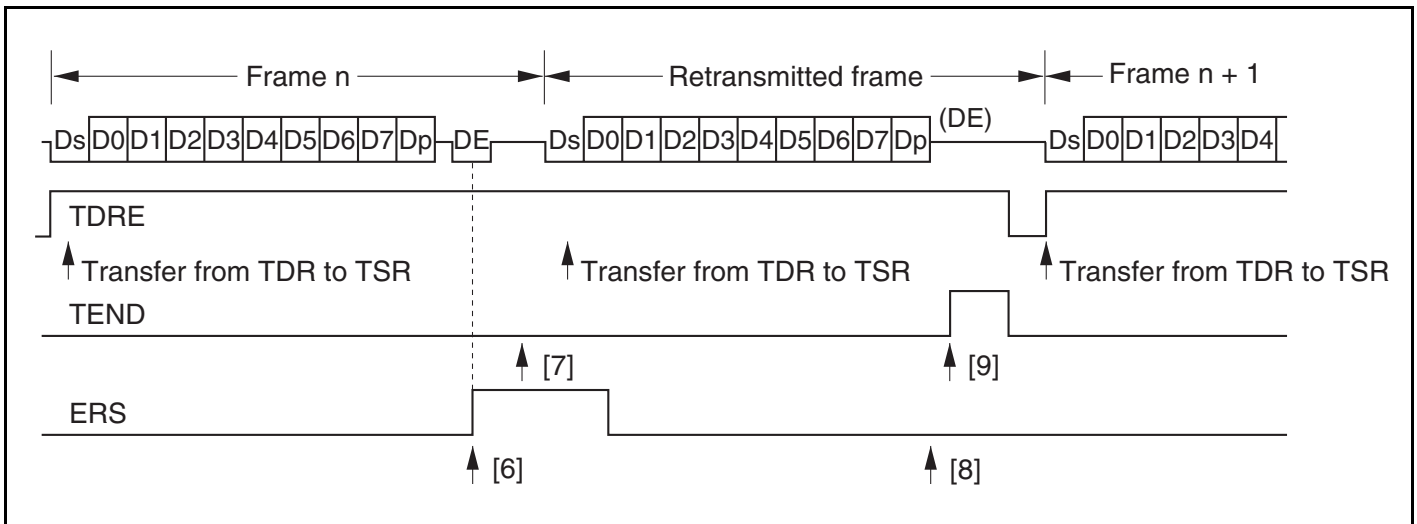 Frame n Retransmitted frame Frame n + 1
(DE)
Ds D0 D1 D2 D3 D4 D5 D6 D7 Dp DE Ds D0 D1 D2 D3 D4 D5 D6 D7 Dp Ds D0 D1 D2 D3 D4
TDRE
Transfer from TDR to TSR Transfer from TDR to TSR Transfer from TDR to TSR
TEND
[7] [9]
ERS
[6] [8]